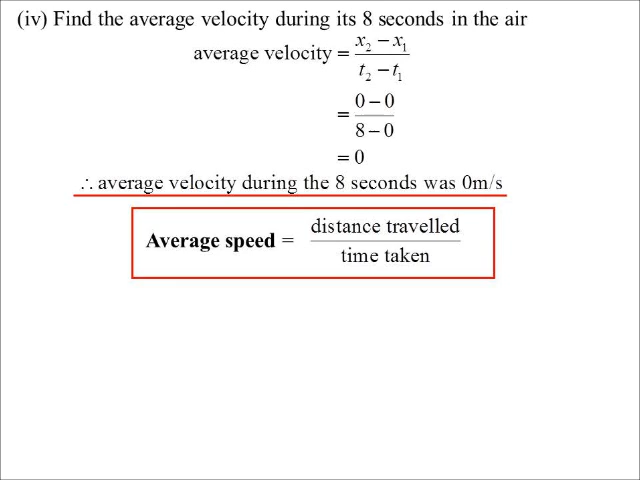 (iv) Find the average velocity during its 8 seconds in the air
average velocity = x₂ − x₁ / t₂ − t₁
= 0 − 0 / 8 − 0
= 0
∴ average velocity during the 8 seconds was 0m/s
Average speed = distance travelled / time taken